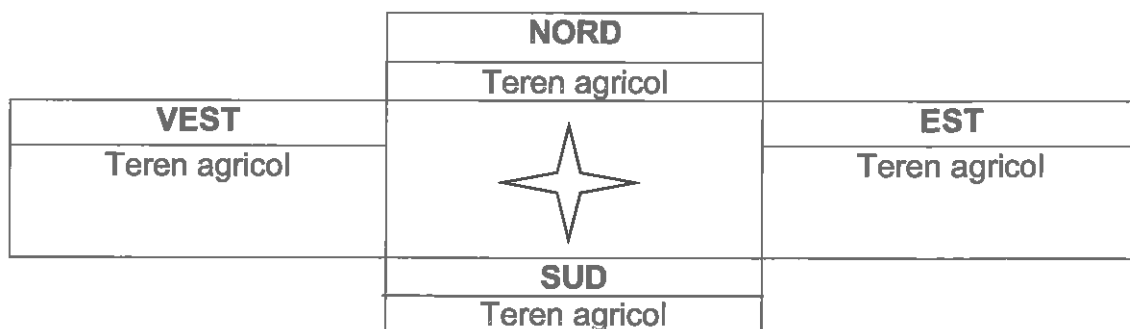 NORD
Teren agricol
VEST
Teren agricol
EST
Teren agricol
SUD
Teren agricol